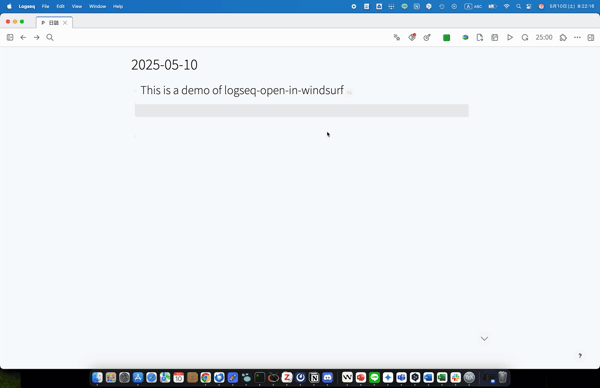 Logseq File Edit View Window Help
ABC 5月10日(土) 8:22:16
P 日誌
25:00
2025-05-10
This is a demo of logseq-open-in-windsurf
?